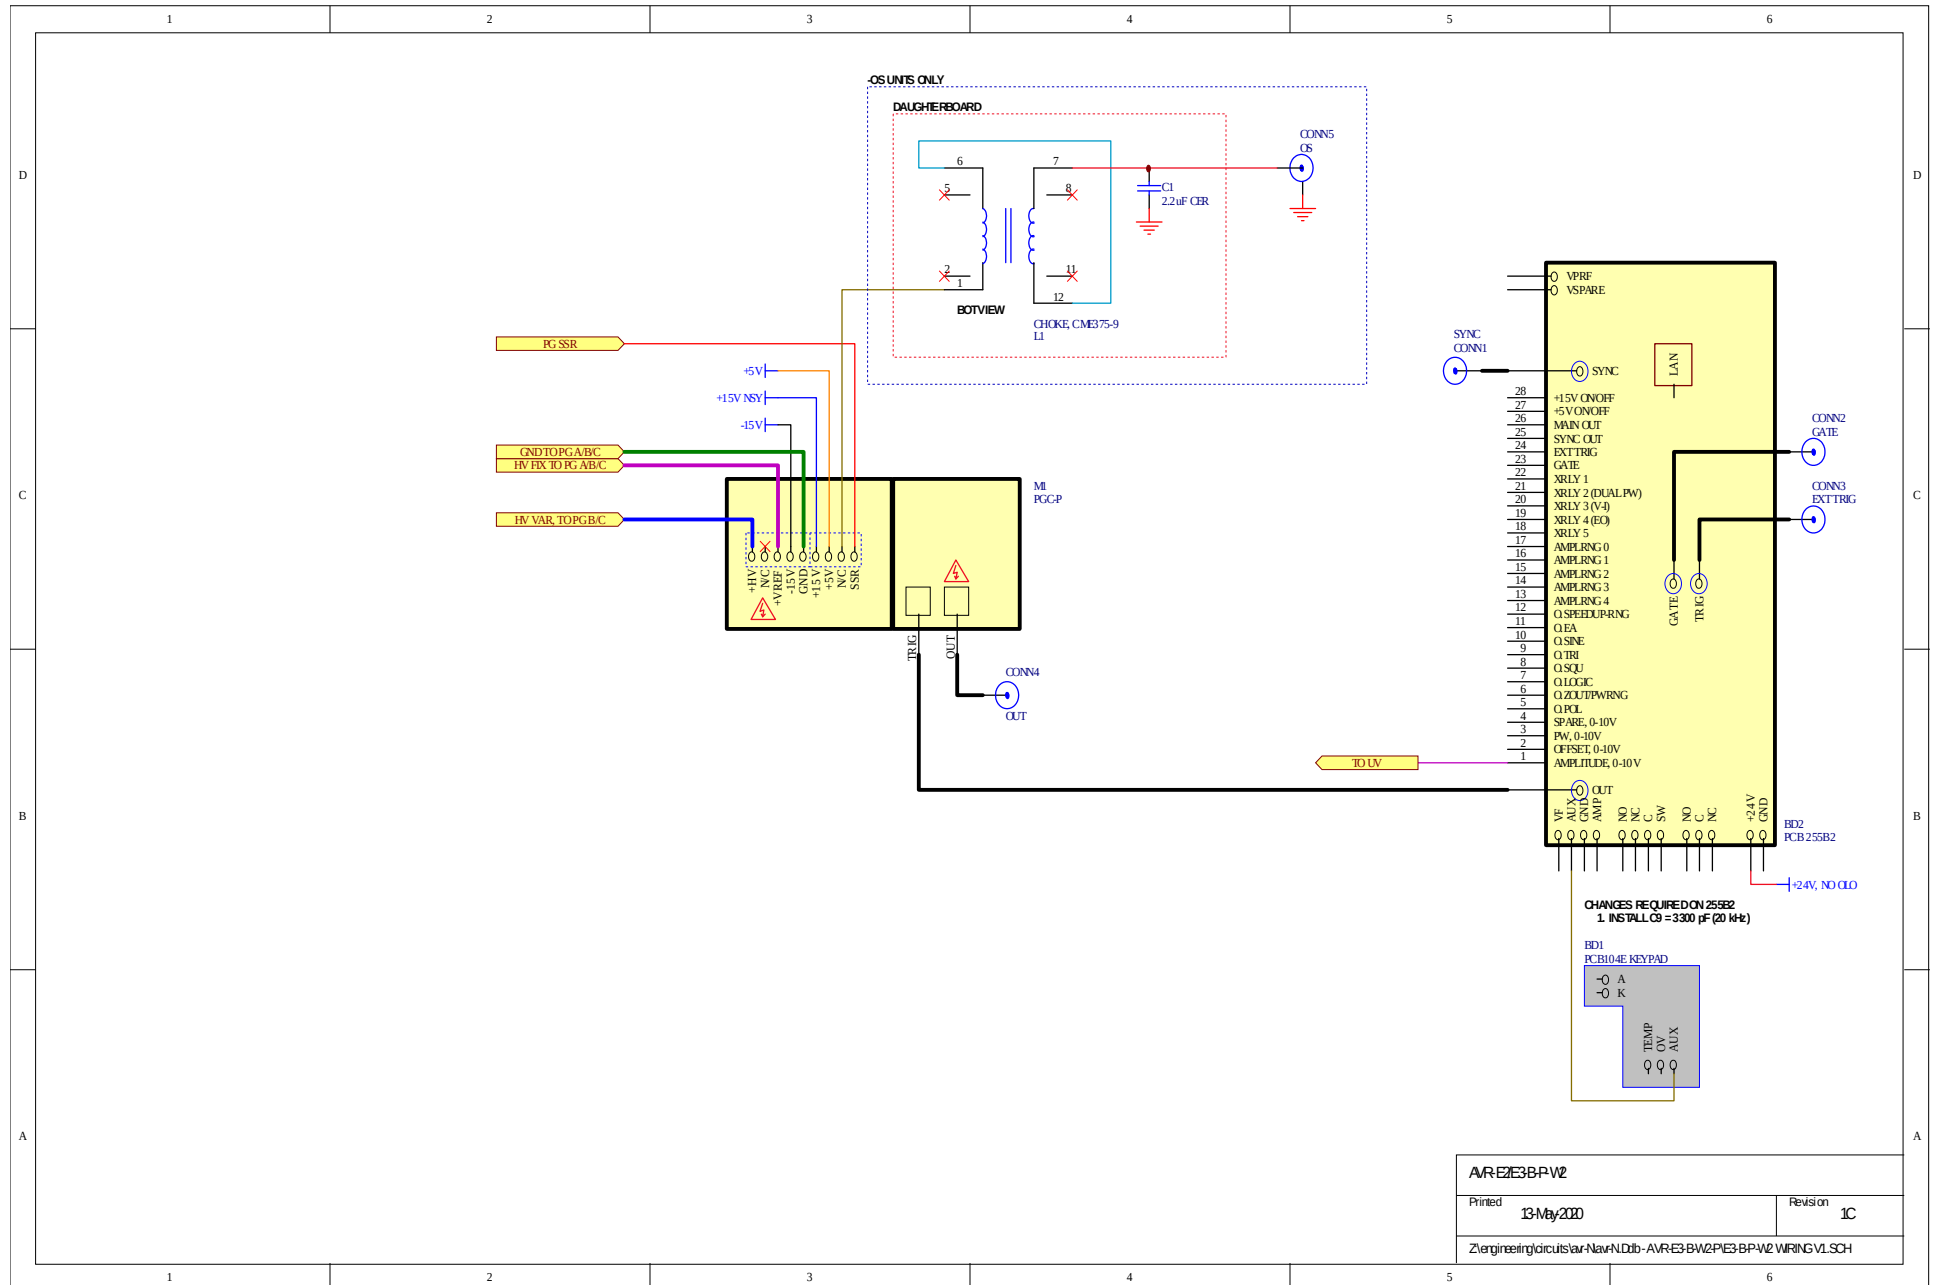 1 2 3 4 5 6
-OS UNITS ONLY
DAUGHTERBOARD
CONN5
OS
6
7
5
8
C1
2.2uF CER
2
11
1
12
BOT VIEW
CHOKE, CME375-9
L1
D
D
PG SSR
+5V
+15V NSY
-15V
GND TO PG A/B/C
HV FIX TO PG A/B/C
HV VAR, TO PG B/C
C
C
M1
PGC-P
+HV
N/C
+VREF
-15V
GND
+15V
+5V
N/C
SSR
TRIG
OUT
CONN4
OUT
VPRF
VSPARE
SYNC
CONN1
SYNC
LAN
28 +15V ON/OFF
27 +5V ON/OFF
26 MAIN OUT
25 SYNC OUT
24 EXT TRIG
23 GATE
22 XRLY 1
21 XRLY 2 (DUAL PW)
20 XRLY 3 (V-I)
19 XRLY 4 (EO)
18 XRLY 5
17 AMPLRNG 0
16 AMPLRNG 1
15 AMPLRNG 2
14 AMPLRNG 3
13 AMPLRNG 4
12 O.SPEEDUP-RNG
11 O.EA
10 O.SINE
9 O.TRI
8 O.SQU
7 O.LOGIC
6 O.ZOUT/PWRNG
5 O.POL
4 SPARE, 0-10V
3 PW, 0-10V
2 OFFSET, 0-10V
1 AMPLITUDE, 0-10V
CONN2
GATE
CONN3
EXT TRIG
GATE
TRIG
TO UV
OUT
VF
AUX
GND
AMP
NO
NC
C
SW
NO
C
NC
+24V
GND
BD2
PCB 255B2
+24V, NO OLO
B
B
CHANGES REQUIRED ON 255B2
1. INSTALL C9 = 3300 pF (20 kHz)
BD1
PCB104E KEYPAD
A
K
TEMP
OV
AUX
A
A
AVR-E2/E3-B-P-W2
Printed
13-May-2020
Revision
1C
Z:\engineering\circuits\avr-N\avr-N.Ddb - AVR-E3-B-W2-P\E3-B-P-W2 WIRING V1.SCH
1 2 3 4 5 6